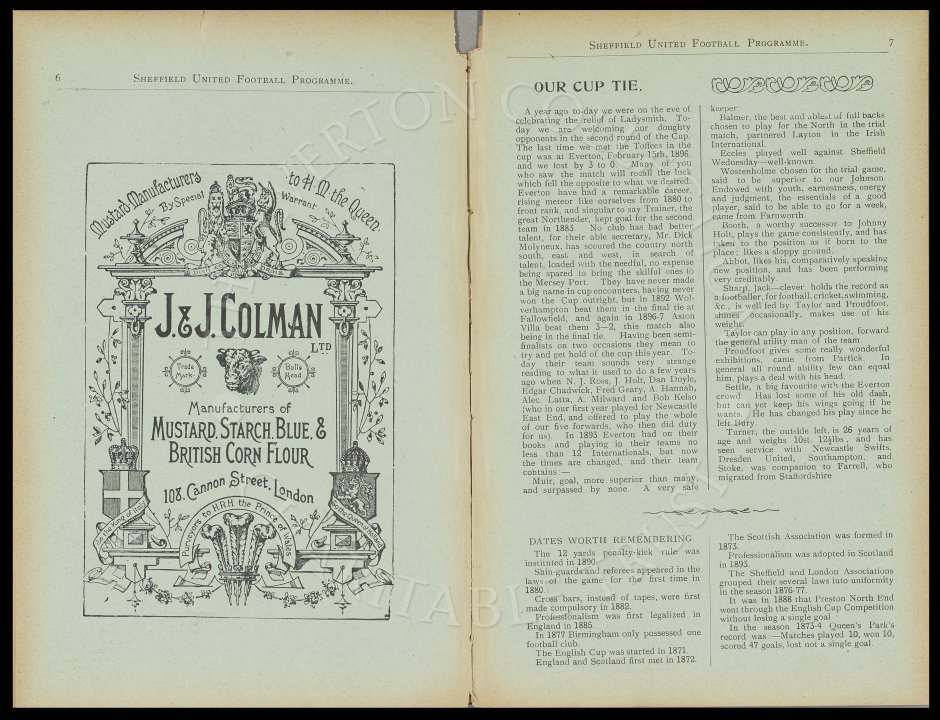 6
SHEFFIELD UNITED FOOTBALL PROGRAMME.
Mustard Manufacturers to H.M. the Queen.
By Special Warrant.
J. & J. COLMAN
LTD
Trade Mark.
Bulls Head
Manufacturers of
MUSTARD, STARCH, BLUE, &
BRITISH CORN FLOUR
108, Cannon Street, London
Purveyors to H.R.H. the Prince of Wales
to the King of Italy
SHEFFIELD UNITED FOOTBALL PROGRAMME.
7
OUR CUP TIE.
A year ago to-day we were on the eve of
celebrating the relief of Ladysmith. To-
day we are welcoming our doughty
opponents in the second round of the Cup.
The last time we met the Toffees in the
cup was at Everton, February 15th, 1896,
and we lost by 3 to 0. Many of you
who saw the match will recall the luck
which fell the opposite to what we desired.
Everton have had a remarkable career,
rising meteor like ourselves from 1880 to
front rank, and singular to say Trainer, the
great Northender, kept goal for the second
team in 1883 No club has had better
talent, for their able secretary, Mr. Dick
Molyneux, has scoured the country north
south, east and west, in search of
talent, loaded with the needful, no expense
being spared to bring the skilful ones to
the Mersey Port. They have never made
a big name in cup encounters, having never
won the Cup outright, but in 1892 Wol-
verhampton beat them in the final tie at
Fallowfield, and again in 1896-7 Aston
Villa beat them 3—2, this match also
being in the final tie. Having been semi-
finalists on two occasions they mean to
try and get hold of the cup this year. To-
day their team sounds very strange
reading to what it used to do a few years
ago when N. J. Ross, J. Holt, Dan Doyle,
Edgar Chadwick, Fred Geary, A. Hannah,
Alec. Latta, A. Milward and Bob Kelso
(who in our first year played for Newcastle
East End, and offered to play the whole
of our five forwards, who then did duty
for us). In 1893 Everton had on their
books and playing in their teams no
less than 12 Internationals, but now
the times are changed, and their team
contains :—
Muir, goal, more superior than many,
and surpassed by none. A very safe
keeper.
Balmer, the best and ablest of full backs
chosen to play for the North in the trial
match, partnered Layton in the Irish
International.
Eccles played well against Sheffield
Wednesday—well-known.
Wostenholme chosen for the trial game,
said to be superior to our Johnson.
Endowed with youth, earnestness, energy
and judgment, the essentials of a good
player, said to be able to go for a week,
came from Farnworth.
Booth, a worthy successor to Johnny
Holt, plays the game consistently, and has
taken to the position as if born to the
place; likes a sloppy ground.
Abbot, likes his, comparatively speaking
new position, and has been performing
very creditably.
Sharp, Jack—clever, holds the record as
a footballer, for football, cricket, swimming,
&c., is well fed by Taylor and Proudfoot,
shines occasionally, makes use of his
weight.
Taylor can play in any position, forward
the general utility man of the team.
Proudfoot gives some really wonderful
exhibitions, came from Partick. In
general all round ability few can equal
him, plays a deal with his head.
Settle, a big favourite with the Everton
crowd Has lost some of his old dash,
but can yet keep his wings going if he
wants. He has changed his play since he
left Bury.
Turner, the outside left, is 26 years of
age and weighs 10st. 12½lbs, and has
seen service with Newcastle Swifts,
Dresden United, Southampton, and
Stoke, was companion to Farrell, who
migrated from Staffordshire
DATES WORTH REMEMBERING.
The 12 yards penalty-kick rule was
instituted in 1890.
Shin-guards and referees appeared in the
laws of the game for the first time in
1880.
Cross bars, instead of tapes, were first
made compulsory in 1882.
Professionalism was first legalized in
England in 1885.
In 1877 Birmingham only possessed one
football club.
The English Cup was started in 1871.
England and Scotland first met in 1872.
The Scottish Association was formed in
1873.
Professionalism was adopted in Scotland
in 1893.
The Sheffield and London Associations
grouped their several laws into uniformity
in the season 1876-77.
It was in 1888 that Preston North End
went through the English Cup Competition
without losing a single goal
In the season 1873-4 Queen's Park's
record was :—Matches played 10, won 10,
scored 47 goals, lost not a single goal.